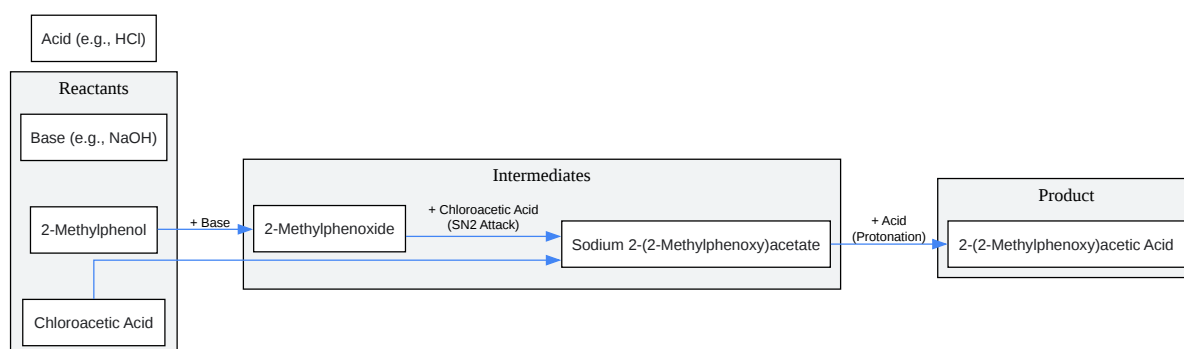 Acid (e.g., HCl)
Reactants
Base (e.g., NaOH)
2-Methylphenol
Chloroacetic Acid
+ Base
Intermediates
2-Methylphenoxide
+ Chloroacetic Acid
(SN2 Attack)
Sodium 2-(2-Methylphenoxy)acetate
+ Acid
(Protonation)
Product
2-(2-Methylphenoxy)acetic Acid